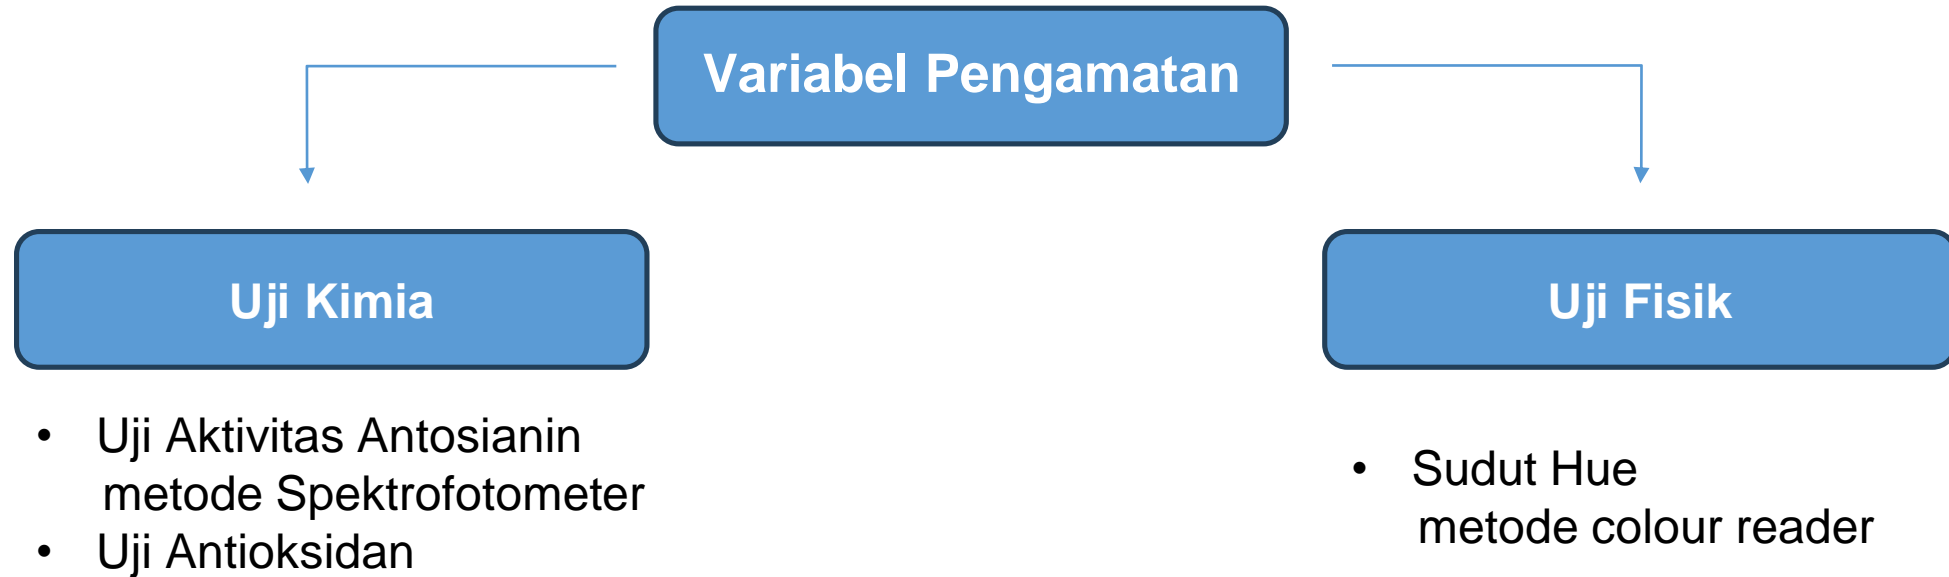 Variabel Pengamatan
Uji Kimia
Uji Fisik
• Uji Aktivitas Antosianin
metode Spektrofotometer
• Uji Antioksidan
• Sudut Hue
metode colour reader